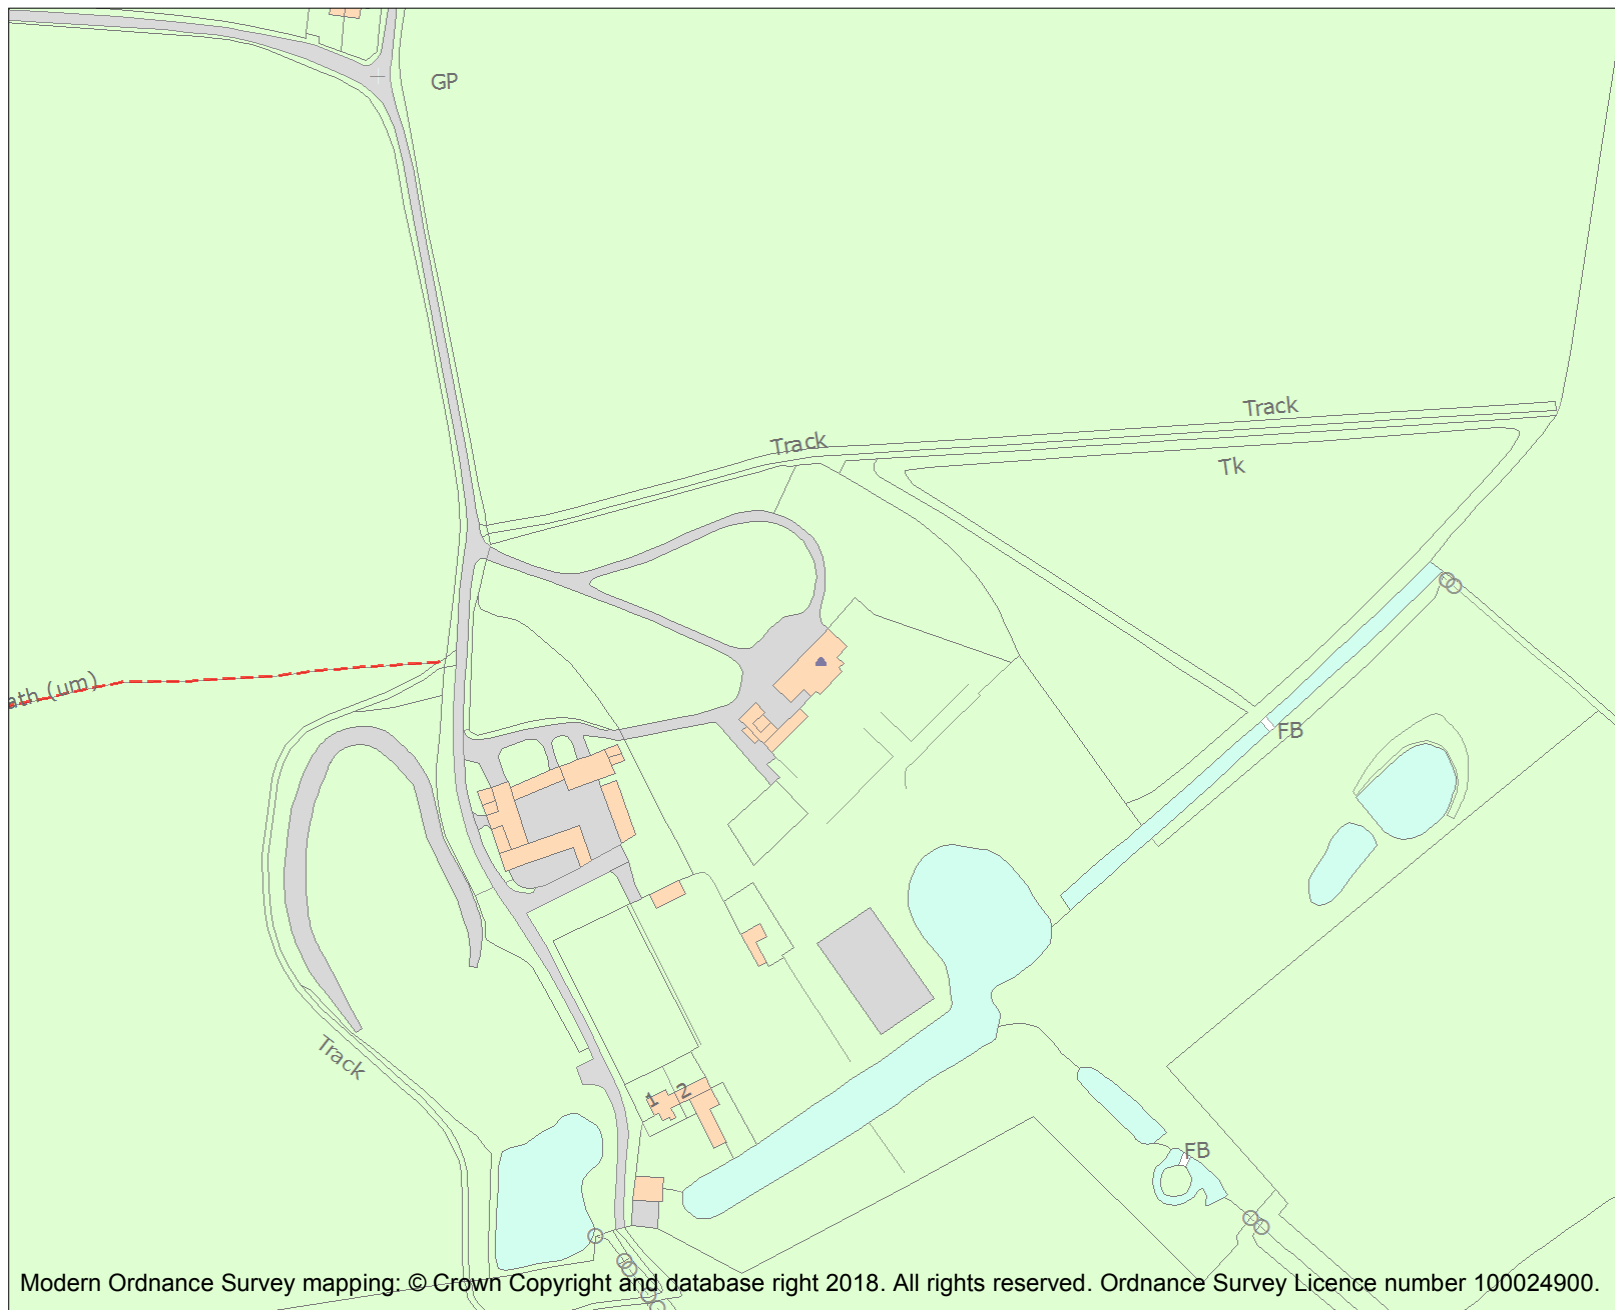 GP
Track
Track
Tk
ath (um)
FB
Track
1
2
FB
Modern Ordnance Survey mapping: © Crown Copyright and database right 2018. All rights reserved. Ordnance Survey Licence number 100024900.